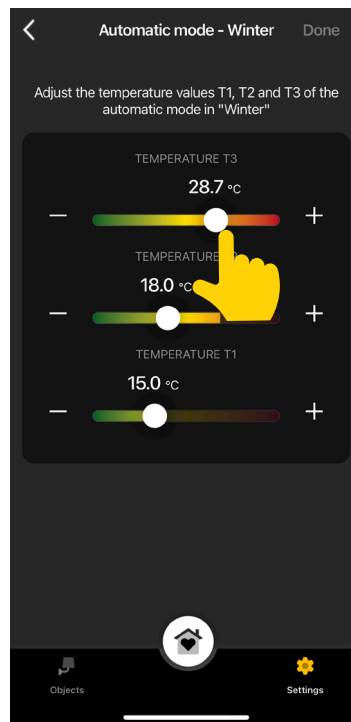 Automatic mode - Winter Done
Adjust the temperature values T1, T2 and T3 of the
automatic mode in "Winter"
TEMPERATURE T3
28.7 °C
TEMPERATURE
18.0 °C
TEMPERATURE T1
15.0 °C
Objects
Settings